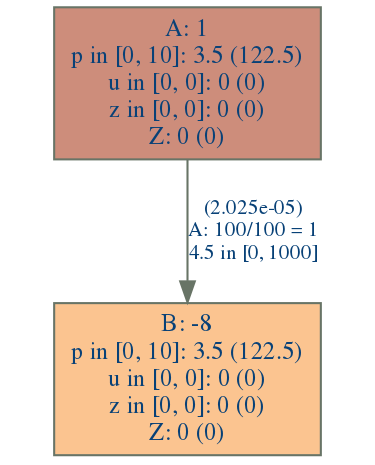 A: 1
p in [0, 10]: 3.5 (122.5)
u in [0, 0]: 0 (0)
z in [0, 0]: 0 (0)
Z: 0 (0)
(2.025e-05)
A: 100/100 = 1
4.5 in [0, 1000]
B: -8
p in [0, 10]: 3.5 (122.5)
u in [0, 0]: 0 (0)
z in [0, 0]: 0 (0)
Z: 0 (0)